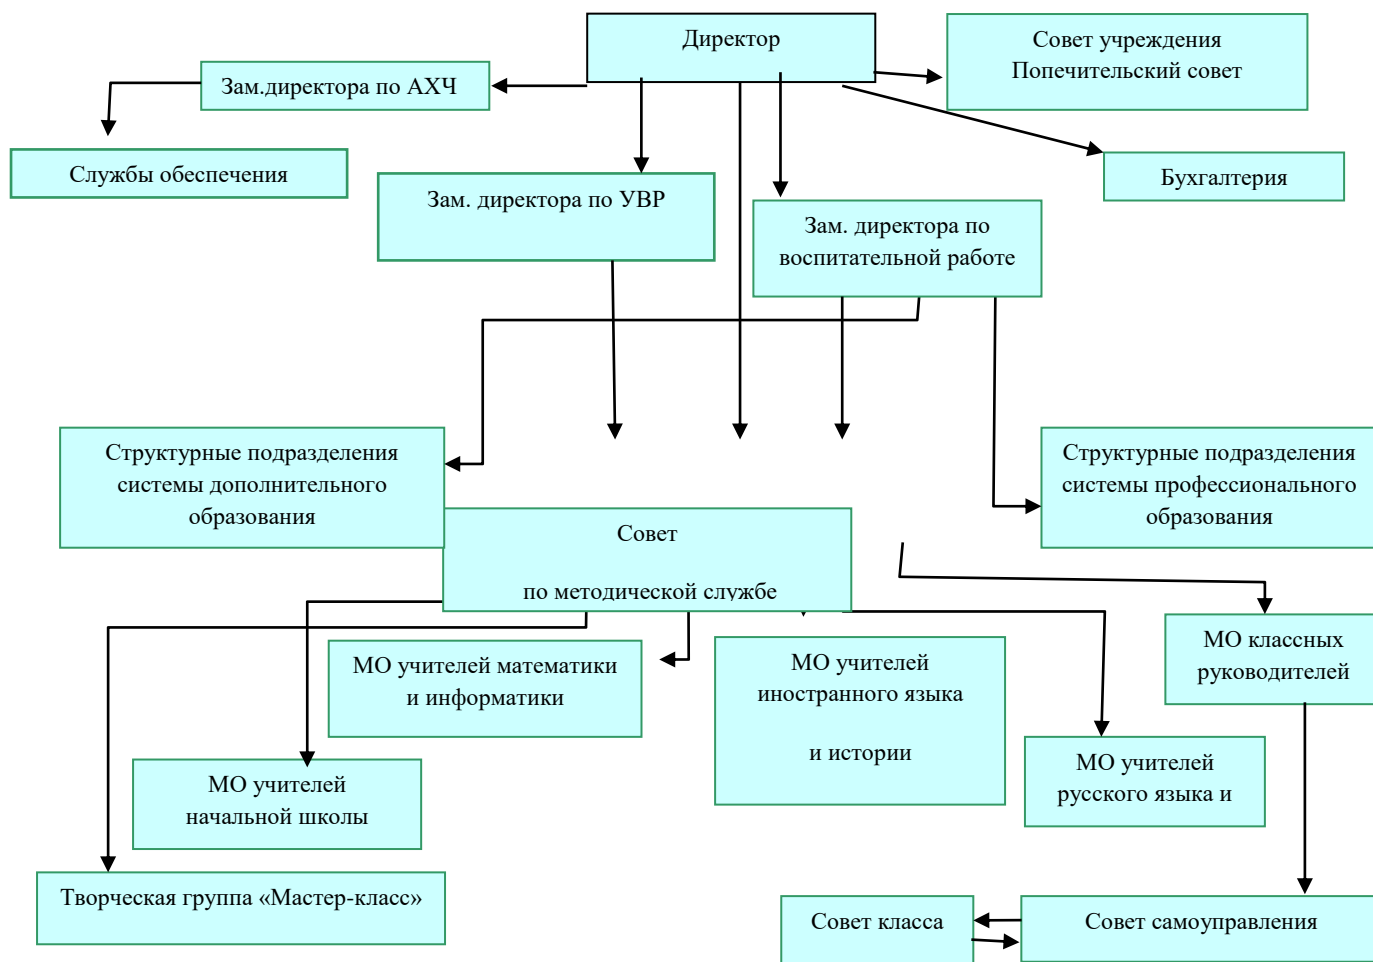 Директор
Совет учреждения
Попечительский совет
Зам.директора по АХЧ
Службы обеспечения
Бухгалтерия
Зам. директора по УВР
Зам. директора по
воспитательной работе
Структурные подразделения
системы дополнительного
образования
Структурные подразделения
системы профессионального
образования
Совет
по методической службе
МО классных
руководителей
МО учителей математики
и информатики
МО учителей
иностранного языка
и истории
МО учителей
русского языка и
МО учителей
начальной школы
Творческая группа «Мастер-класс»
Совет класса
Совет самоуправления